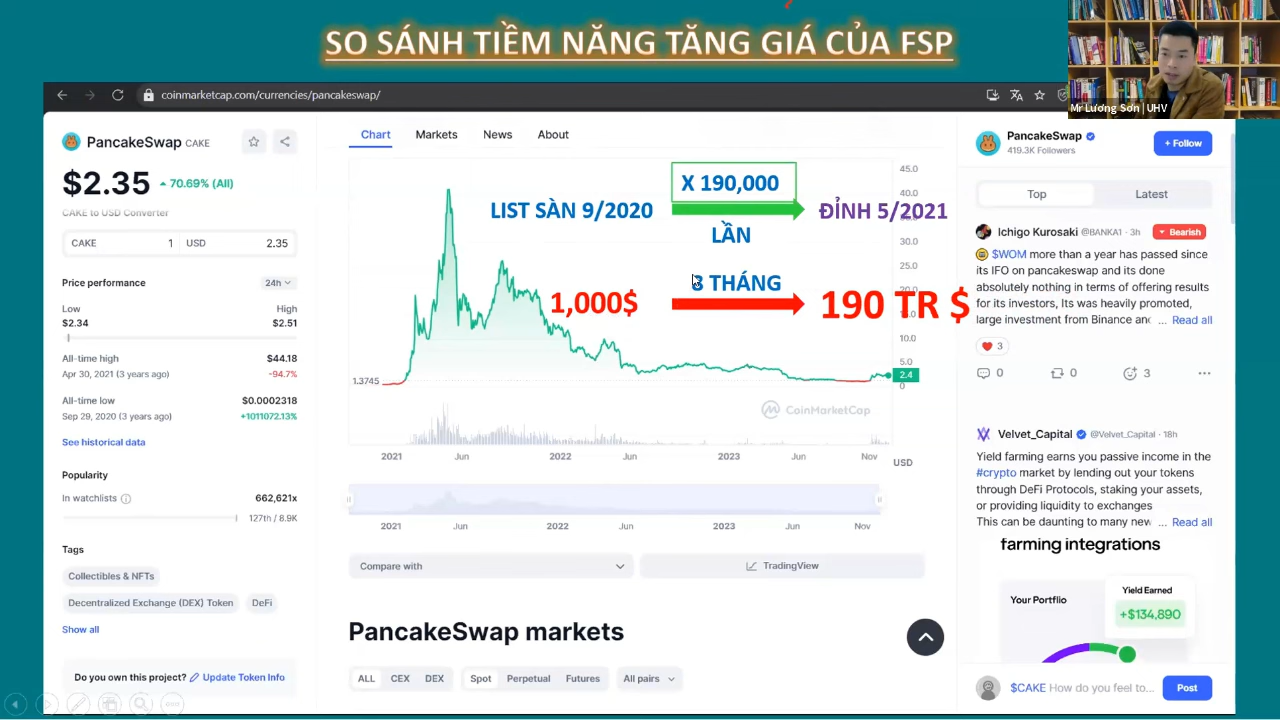 SO SÁNH TIỀM NĂNG TĂNG GIÁ CỦA FSP
Mr Lương Sơn | UHV
coinmarketcap.com/currencies/pancakeswap/
PancakeSwap CAKE
$2.35 70.69% (All)
CAKE to USD Converter
CAKE 1 USD 2.35
Price performance 24h
Low High
$2.34 $2.51
All-time high $44.18
Apr 30, 2021 (3 years ago) -94.7%
All-time low $0.0002318
Sep 29, 2020 (3 years ago) +1011072.13%
See historical data
Popularity
In watchlists 662,621x
127th / 8.9K
Tags
Collectibles & NFTs
Decentralized Exchange (DEX) Token DeFi
Show all
Do you own this project? Update Token Info
Chart Markets News About
X 190,000
LIST SÀN 9/2020 ĐỈNH 5/2021
LẦN
3 THÁNG
1,000$ 190 TR $
45.0
40.0
30.0
25.0
10.0
5.0
2.4
0
1.3745
CoinMarketCap
2021 Jun 2022 Jun 2023 Jun Nov
USD
2021 Jun 2022 Jun 2023 Jun Nov
Compare with TradingView
PancakeSwap markets
ALL CEX DEX Spot Perpetual Futures All pairs
PancakeSwap
419.3K Followers
+ Follow
Top Latest
Ichigo Kurosaki @BANKA1 · 3h Bearish
$WOM more than a year has passed since
its IFO on pancakeswap and its done
absolutely nothing in terms of offering results
for its investors, Its was heavily promoted,
large investment from Binance and ... Read all
3
0 0 3
Velvet_Capital @Velvet_Capital · 18h
Yield farming earns you passive income in the
#crypto market by lending out your tokens
through DeFi Protocols, staking your assets,
or providing liquidity to exchanges
This can be daunting to many new ... Read all
farming integrations
Your Portflio
Yield Earned
+$134,890
$CAKE How do you feel to...
Post